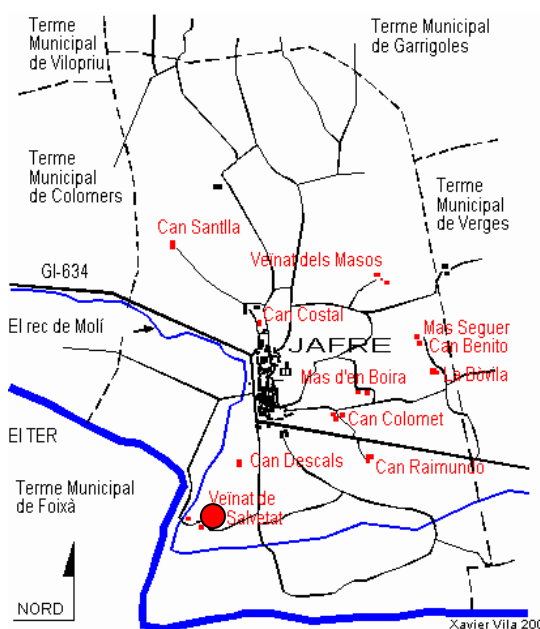 Terme
Municipal
de Vilopriu
Terme Municipal
de Garrigoles
Terme
Municipal
de Colomers
Terme
Municipal
de Verges
Can Santlla
Veïnat dels Masos
GI-634
El rec de Molí
Can Costal
Mas Seguer
Can Benito
JAFRE
La Bòvila
Mas d'en Boira
Can Colomet
El TER
Can Descals
Can Raimundo
Terme Municipal
de Foixà
Veïnat de
Salvetat
NORD
Xavier Vila 200